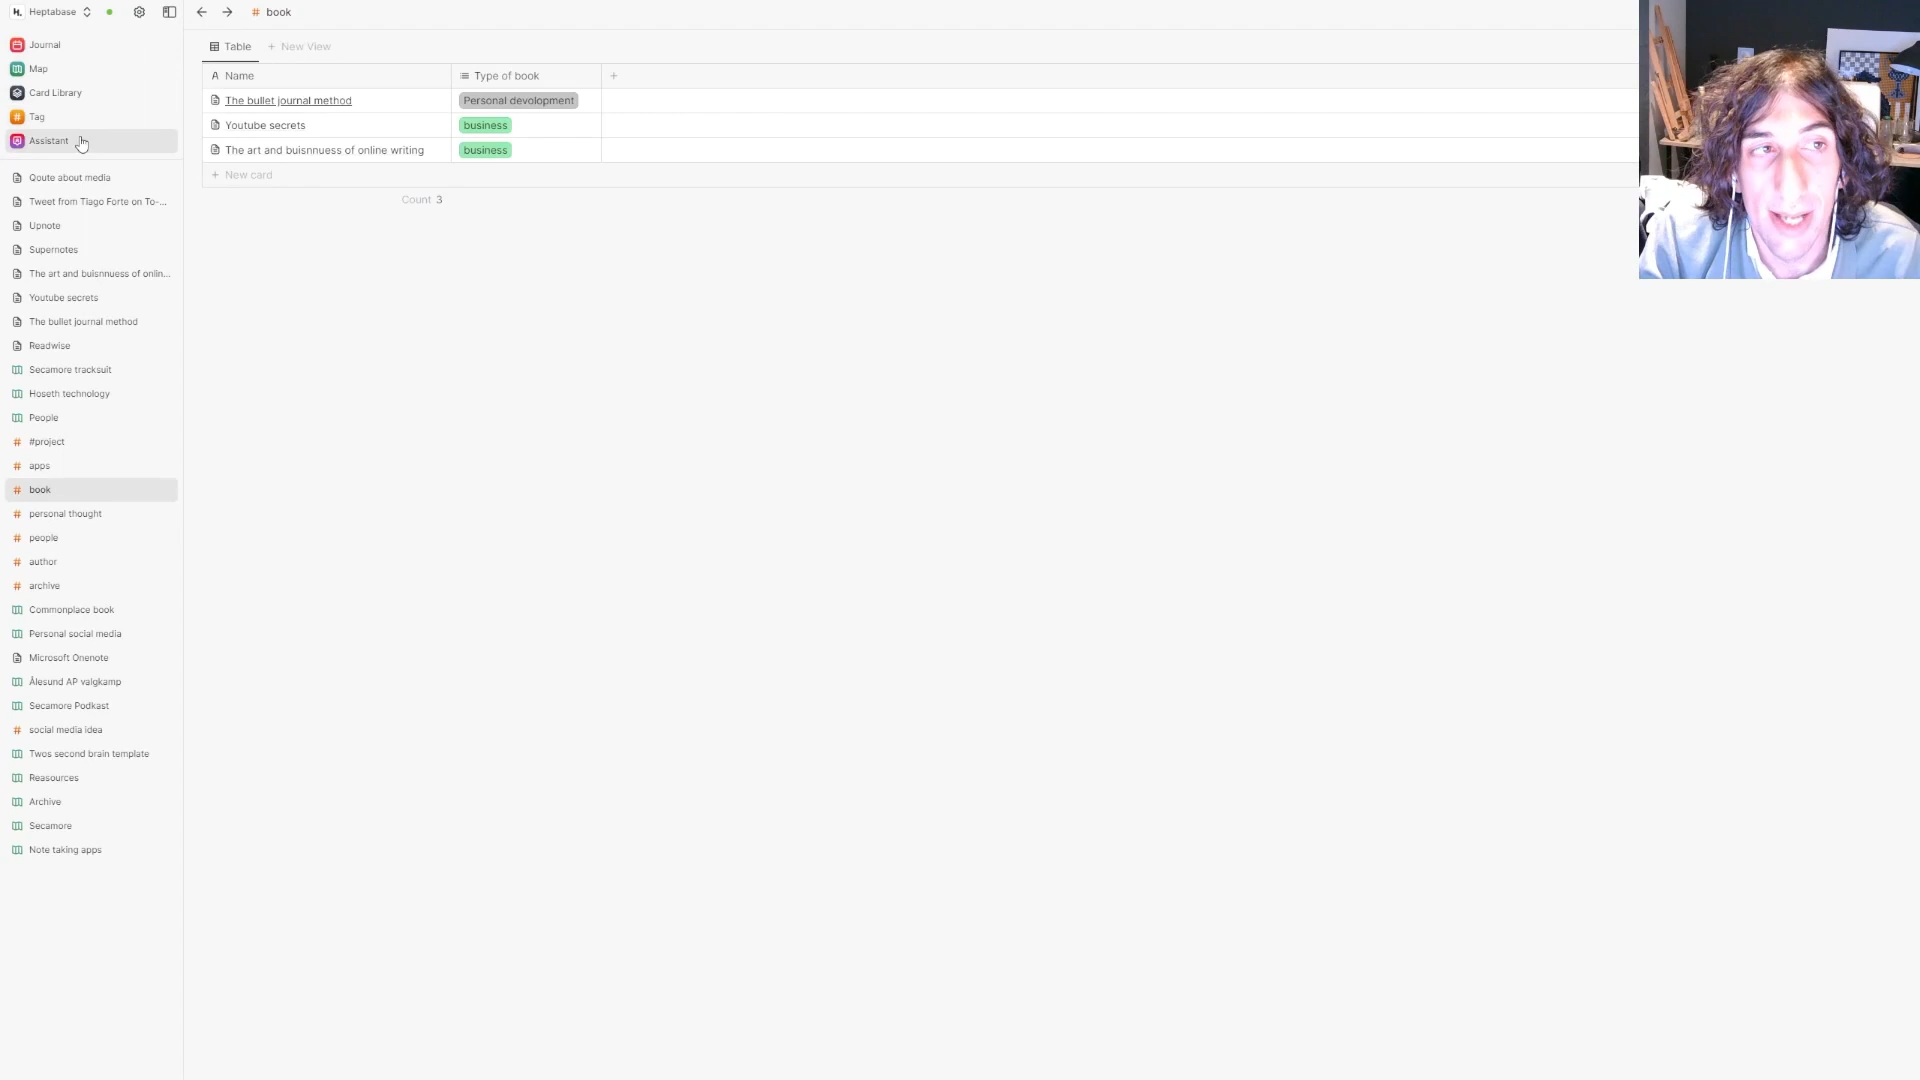 Heptabase
book
Journal
Map
Card Library
Tag
Assistant
Qoute about media
Tweet from Tiago Forte on To-...
Upnote
Supernotes
The art and buisnnuess of onlin...
Youtube secrets
The bullet journal method
Readwise
Secamore tracksuit
Hoseth technology
People
# #project
# apps
# book
# personal thought
# people
# author
# archive
Commonplace book
Personal social media
Microsoft Onenote
Ålesund AP valgkamp
Secamore Podkast
# social media idea
Twos second brain template
Reasources
Archive
Secamore
Note taking apps
Table + New View
A Name Type of book +
The bullet journal method Personal devolopment
Youtube secrets business
The art and buisnnuess of online writing business
+ New card
Count 3